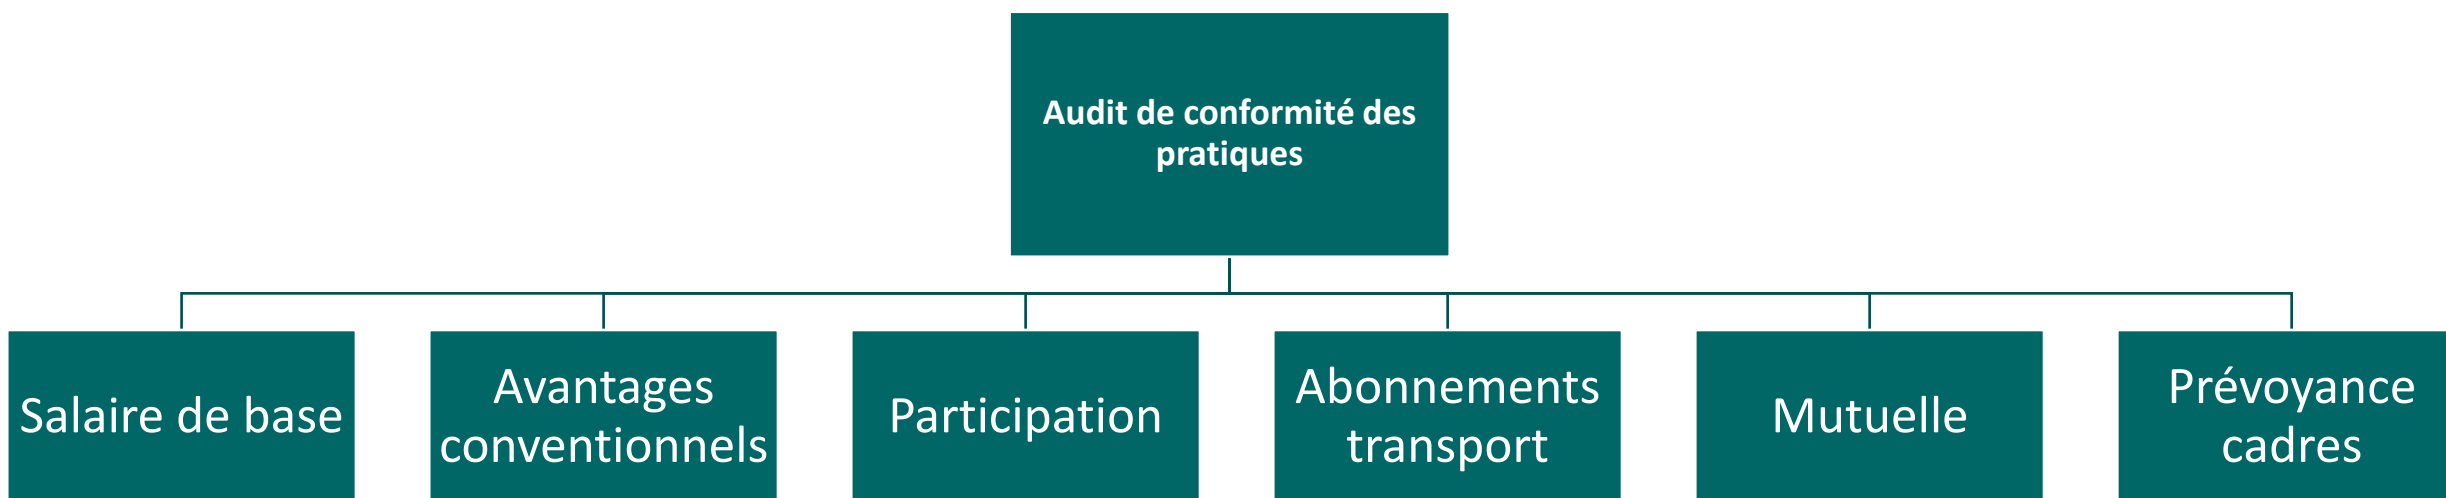 Audit de conformité des
pratiques
Salaire de base
Avantages
conventionnels
Participation
Abonnements
transport
Mutuelle
Prévoyance
cadres